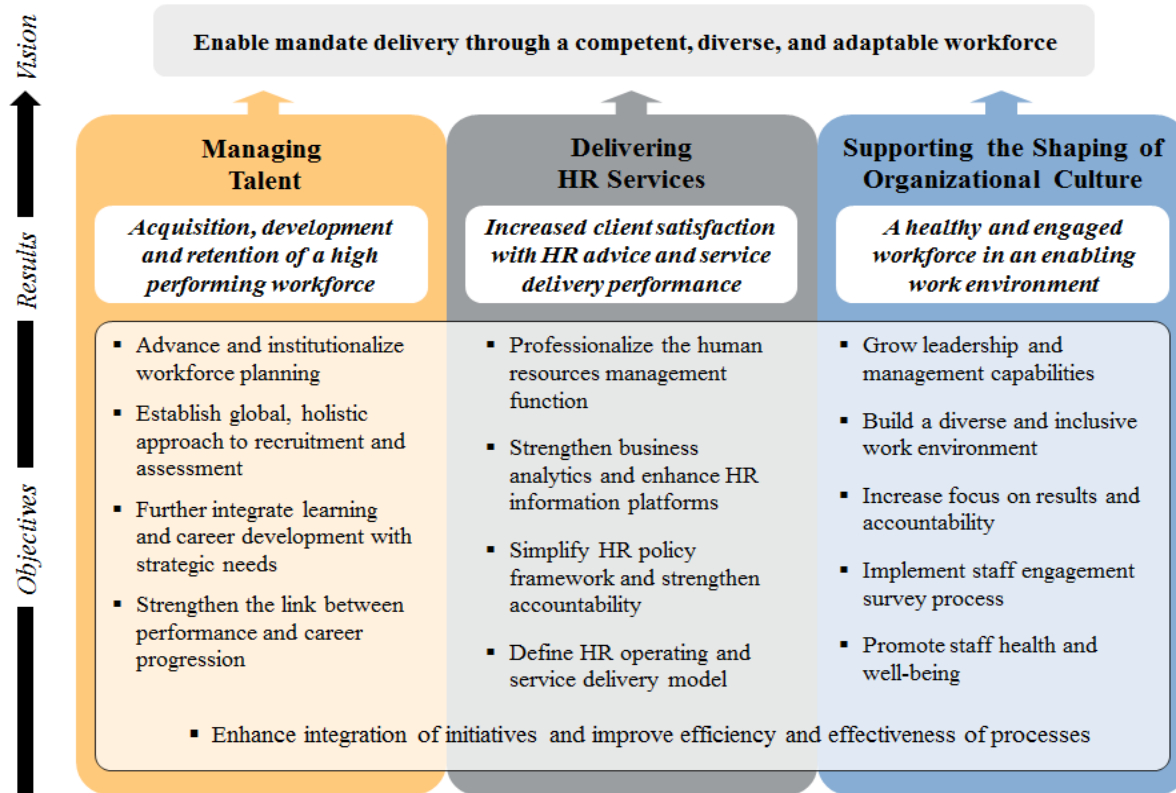 Vision
Enable mandate delivery through a competent, diverse, and adaptable workforce
Managing
Talent
Acquisition, development
and retention of a high
performing workforce
Delivering
HR Services
Increased client satisfaction
with HR advice and service
delivery performance
Supporting the Shaping of
Organizational Culture
A healthy and engaged
workforce in an enabling
work environment
Results
Objectives
▪ Advance and institutionalize
workforce planning
▪ Establish global, holistic
approach to recruitment and
assessment
▪ Further integrate learning
and career development with
strategic needs
▪ Strengthen the link between
performance and career
progression
▪ Professionalize the human
resources management
function
▪ Strengthen business
analytics and enhance HR
information platforms
▪ Simplify HR policy
framework and strengthen
accountability
▪ Define HR operating and
service delivery model
▪ Grow leadership and
management capabilities
▪ Build a diverse and inclusive
work environment
▪ Increase focus on results and
accountability
▪ Implement staff engagement
survey process
▪ Promote staff health and
well-being
▪ Enhance integration of initiatives and improve efficiency and effectiveness of processes